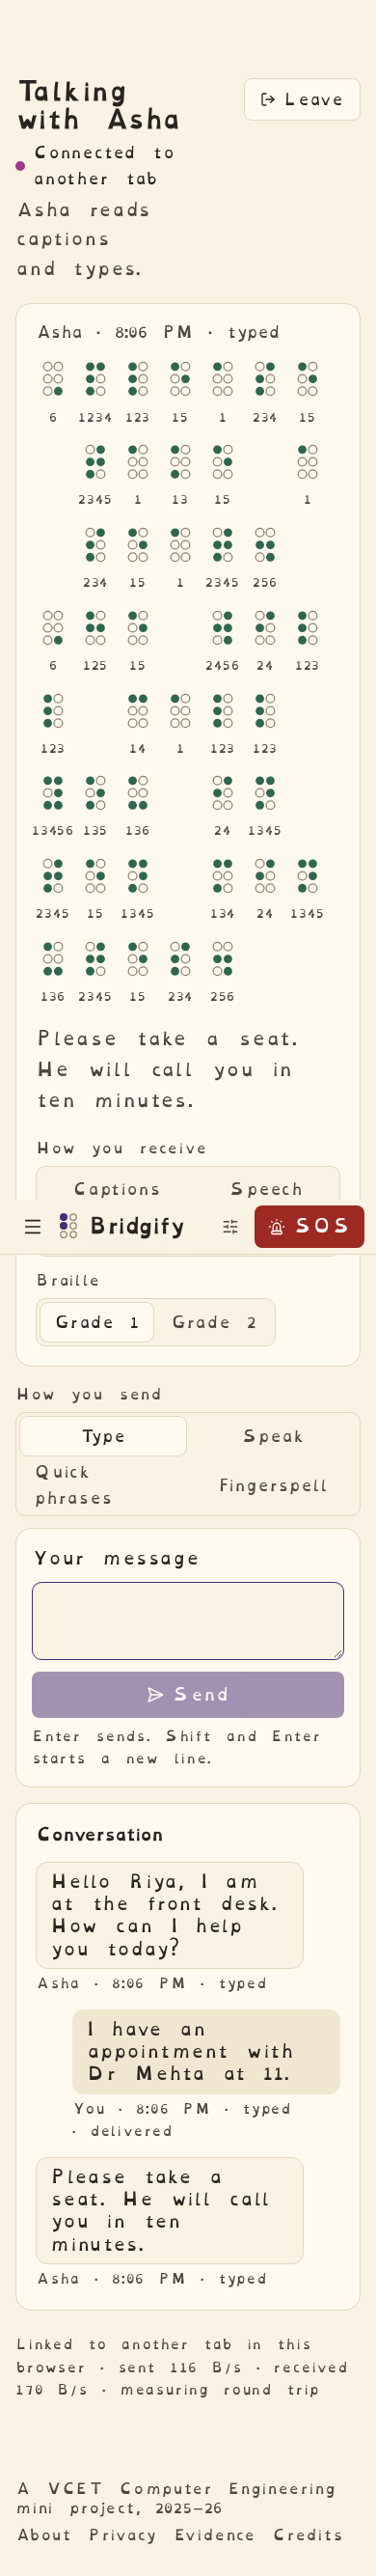 Talking
with Asha
Leave
Connected to
another tab
Asha reads
captions
and types.
Asha · 8:06 PM · typed
6 1234 123 15 1 234 15
2345 1 13 15 1
234 15 1 2345 256
6 125 15 2456 24 123
123 14 1 123 123
13456 135 136 24 1345
2345 15 1345 134 24 1345
136 2345 15 234 256
Please take a seat.
He will call you in
ten minutes.
How you receive
Captions Speech
Bridgify SOS
Braille
Grade 1 Grade 2
How you send
Type Speak
Quick
phrases
Fingerspell
Your message
Send
Enter sends. Shift and Enter
starts a new line.
Conversation
Hello Riya, I am
at the front desk.
How can I help
you today?
Asha · 8:06 PM · typed
I have an
appointment with
Dr Mehta at 11.
You · 8:06 PM · typed
· delivered
Please take a
seat. He will call
you in ten
minutes.
Asha · 8:06 PM · typed
Linked to another tab in this
browser · sent 116 B/s · received
170 B/s · measuring round trip
A VCET Computer Engineering
mini project, 2025–26
About Privacy Evidence Credits